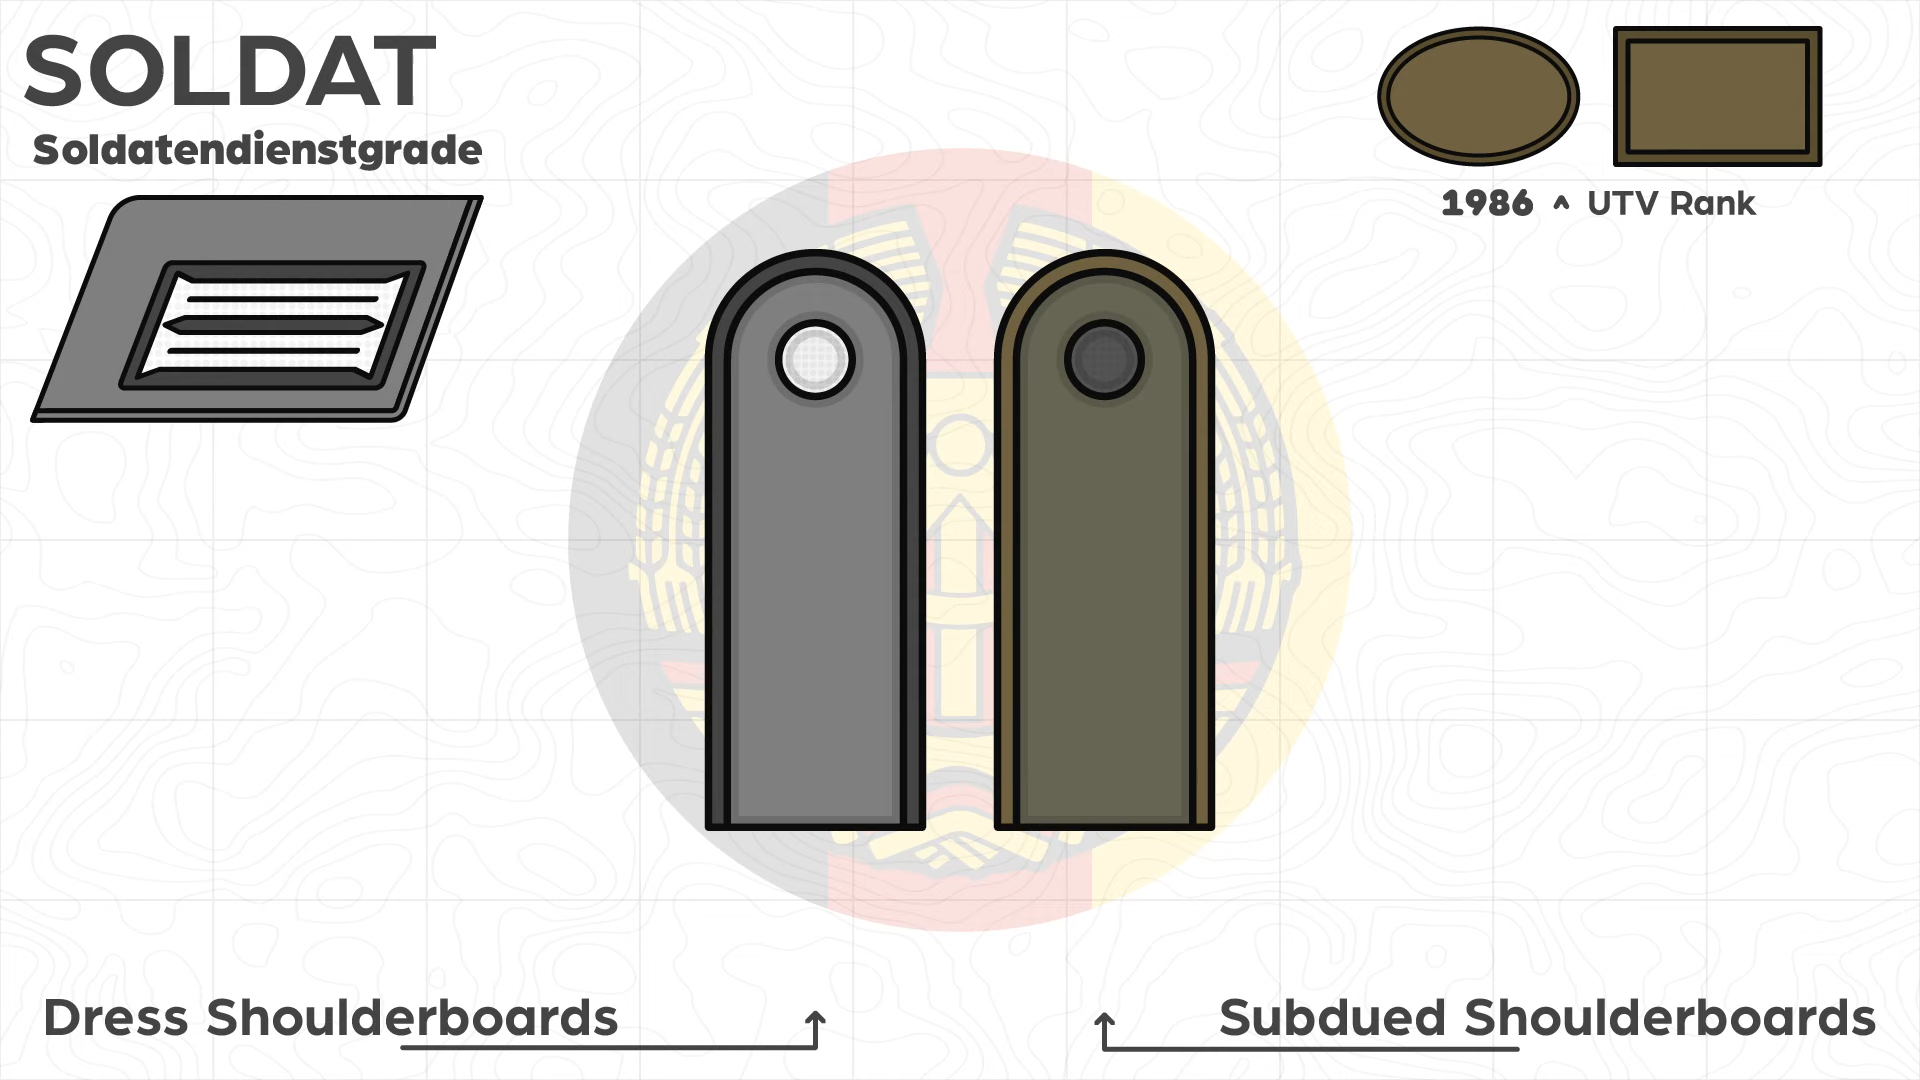 SOLDAT
Soldatendienstgrade
1986 ^ UTV Rank
Dress Shoulderboards
Subdued Shoulderboards